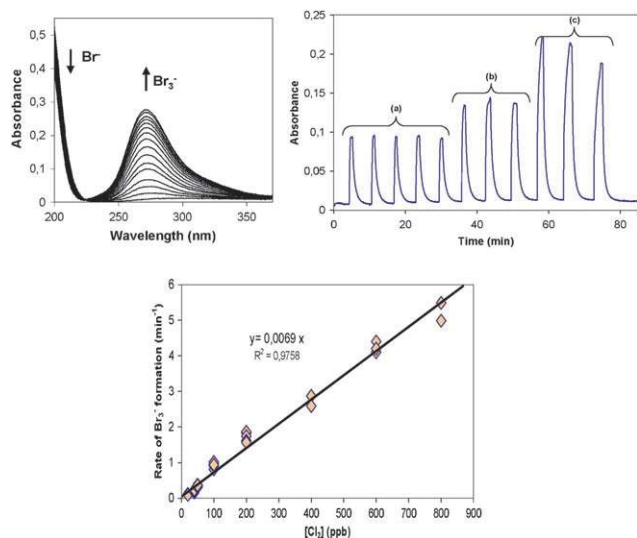 0,5
0,4
0,3
0,2
0,1
0
Absorbance
Br⁻
Br₃⁻
200 250 300 350
Wavelength (nm)
0,25
0,2
0,15
0,1
0,05
0
Absorbance
(a)
(b)
(c)
0 20 40 60 80
Time (min)
6
5
4
3
2
1
0
Rate of Br₃⁻ formation (min⁻¹)
y= 0,0069 x
R² = 0,9758
0 100 200 300 400 500 600 700 800 900
[Cl₂] (ppb)